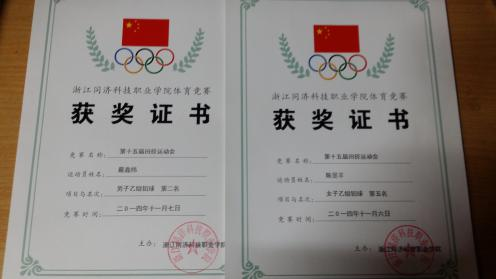 浙江同济科技职业学院体育竞赛
获奖证书
竞赛名称: 第十五届田径运动会
运动员姓名:
项目与名次: 男子乙组铅球 第二名
竞赛时间: 二〇一四年十一月七日
主办: 浙江同济科技职业学院
浙江同济科技职业学院体育竞赛
获奖证书
竞赛名称: 第十五届田径运动会
运动员姓名:
项目与名次: 女子乙组铅球 第五名
竞赛时间: 二〇一四年十一月六日
主办: 浙江同济科技职业学院